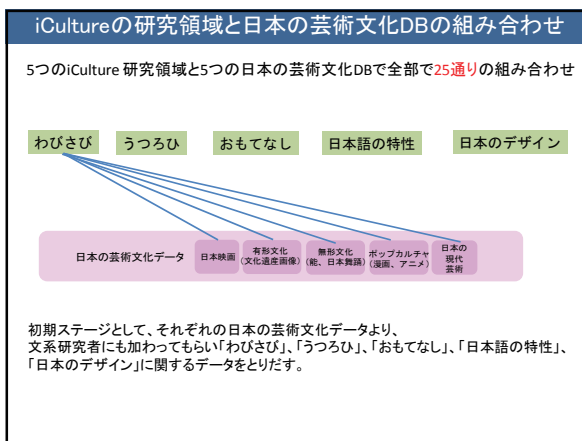 iCultureの研究領域と日本の芸術文化DBの組み合わせ
5つのiCulture 研究領域と5つの日本の芸術文化DBで全部で25通りの組み合わせ
わびさび うつろひ おもてなし 日本語の特性 日本のデザイン
日本の芸術文化データ
日本映画
有形文化
(文化遺産画像)
無形文化
(能、日本舞踊)
ポップカルチャ
(漫画、アニメ)
日本の
現代
芸術
初期ステージとして、それぞれの日本の芸術文化データより、
文系研究者にも加わってもらい「わびさび」、「うつろひ」、「おもてなし」、「日本語の特性」、
「日本のデザイン」に関するデータをとりだす。